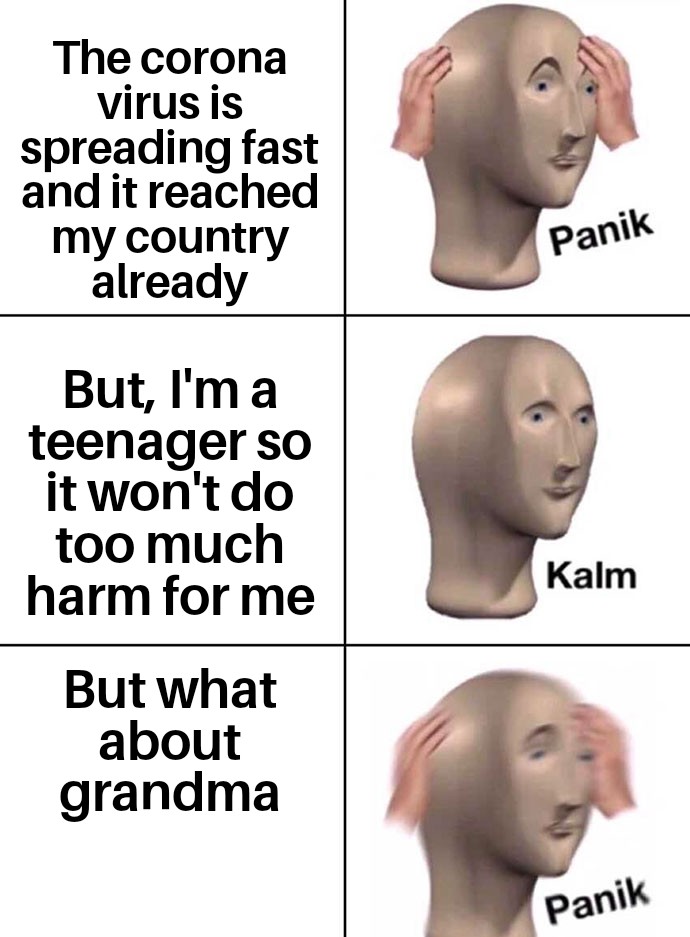 The corona
virus is
spreading fast
and it reached
my country
already
Panik
But, I'm a
teenager so
it won't do
too much
harm for me
Kalm
But what
about
grandma
Panik